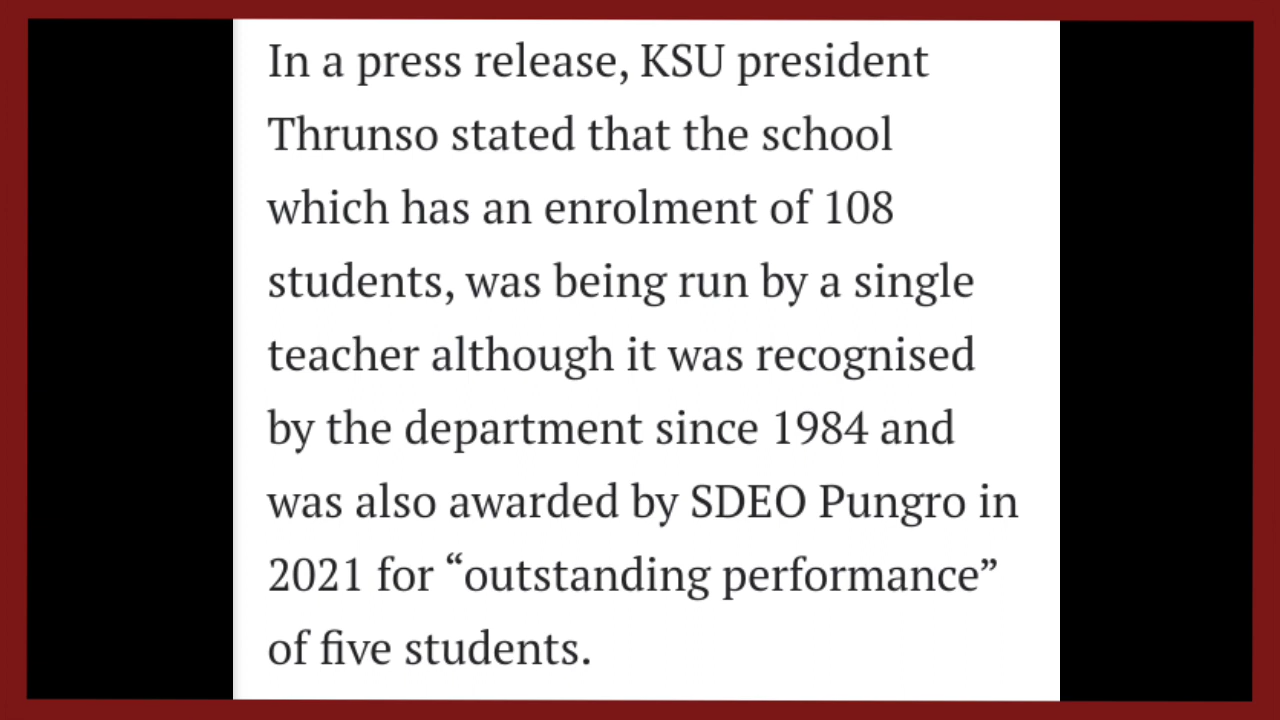 In a press release, KSU president
Thrunso stated that the school
which has an enrolment of 108
students, was being run by a single
teacher although it was recognised
by the department since 1984 and
was also awarded by SDEO Pungro in
2021 for “outstanding performance”
of five students.